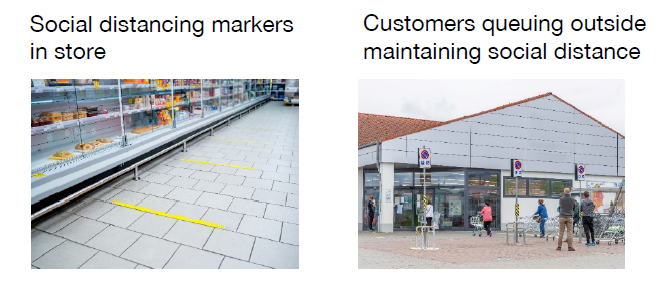 Social distancing markers
in store
Customers queuing outside
maintaining social distance